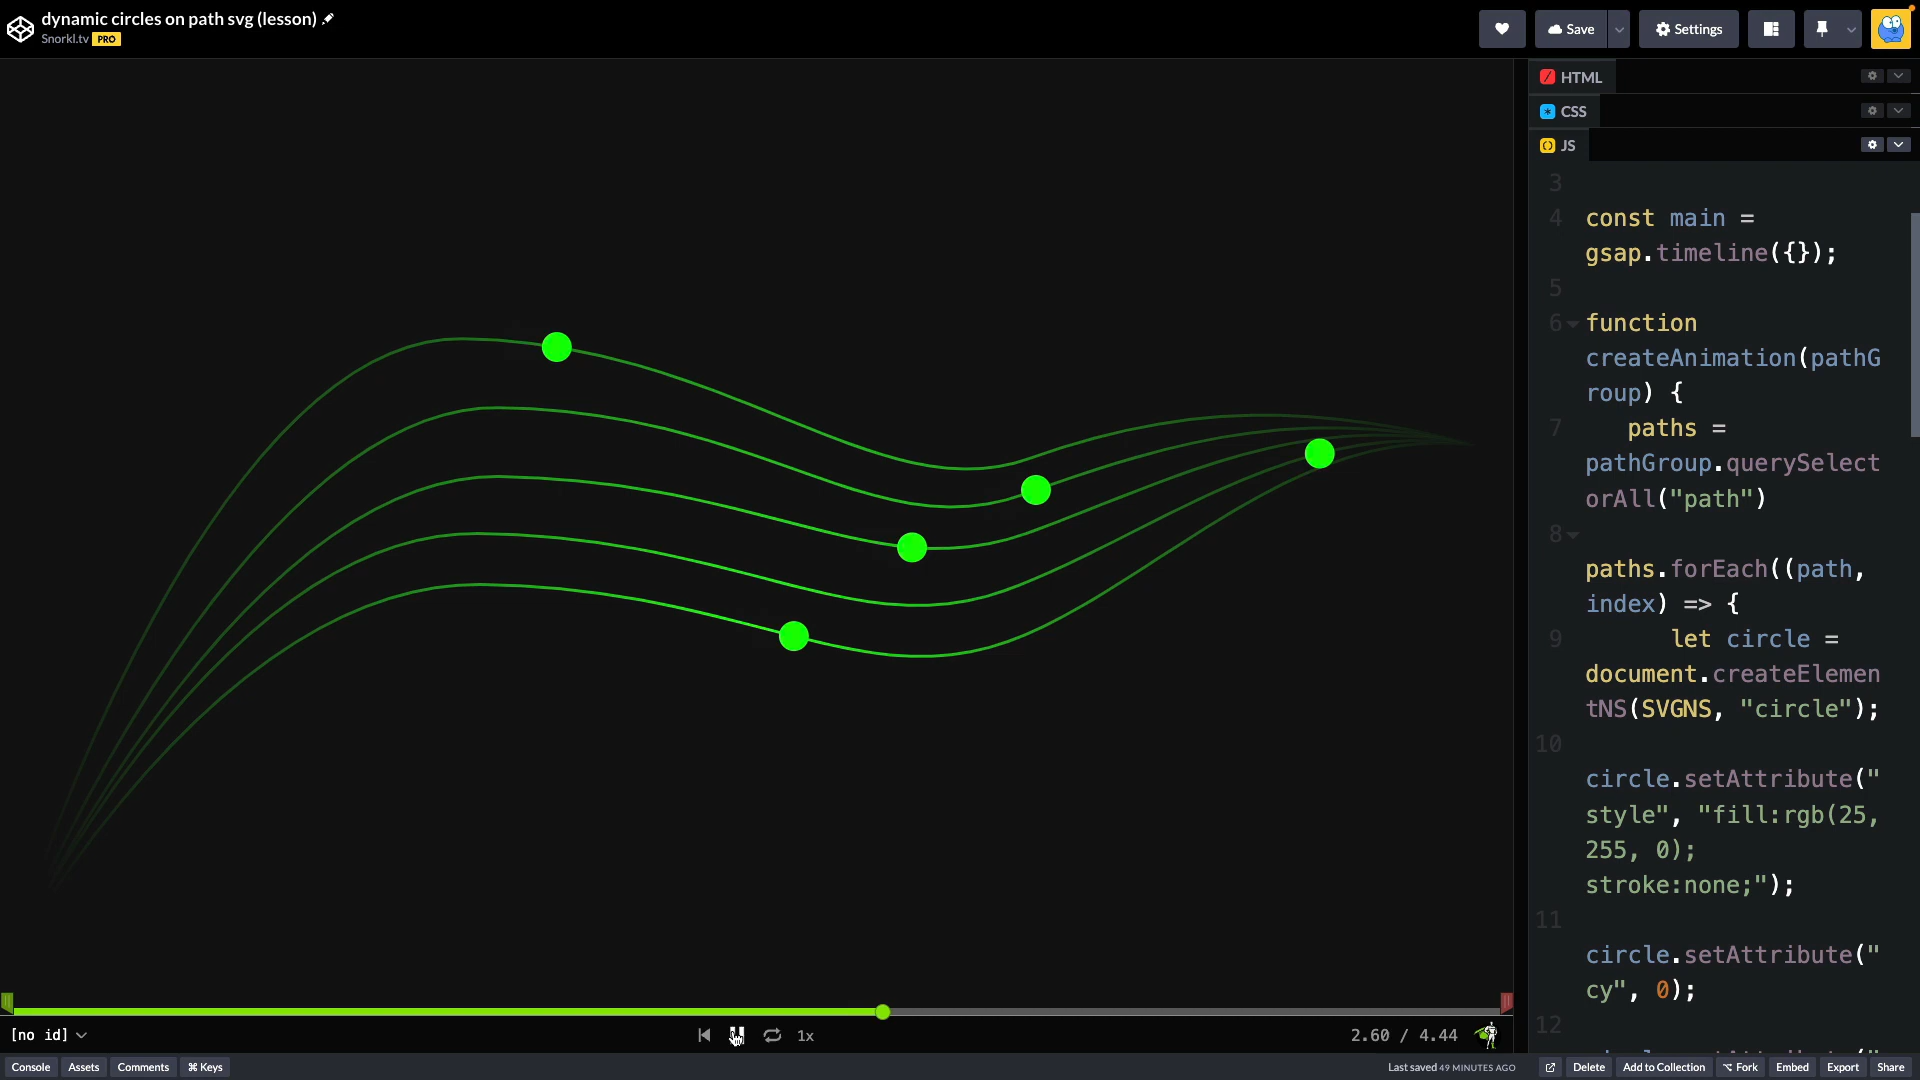 dynamic circles on path svg (lesson)
Snorkl.tv PRO
Save
Settings
HTML
CSS
JS
3
4 const main =
gsap.timeline({});
5
6 function
createAnimation(pathG
roup) {
7 paths =
pathGroup.querySelect
orAll("path")
8
paths.forEach((path,
index) => {
9 let circle =
document.createElemen
tNS(SVGNS, "circle");
10
circle.setAttribute("
style", "fill:rgb(25,
255, 0);
stroke:none;");
11
circle.setAttribute("
cy", 0);
12
[no id] 1x 2.60 / 4.44
Console Assets Comments ⌘ Keys Last saved 49 MINUTES AGO Delete Add to Collection ⌥ Fork Embed Export Share